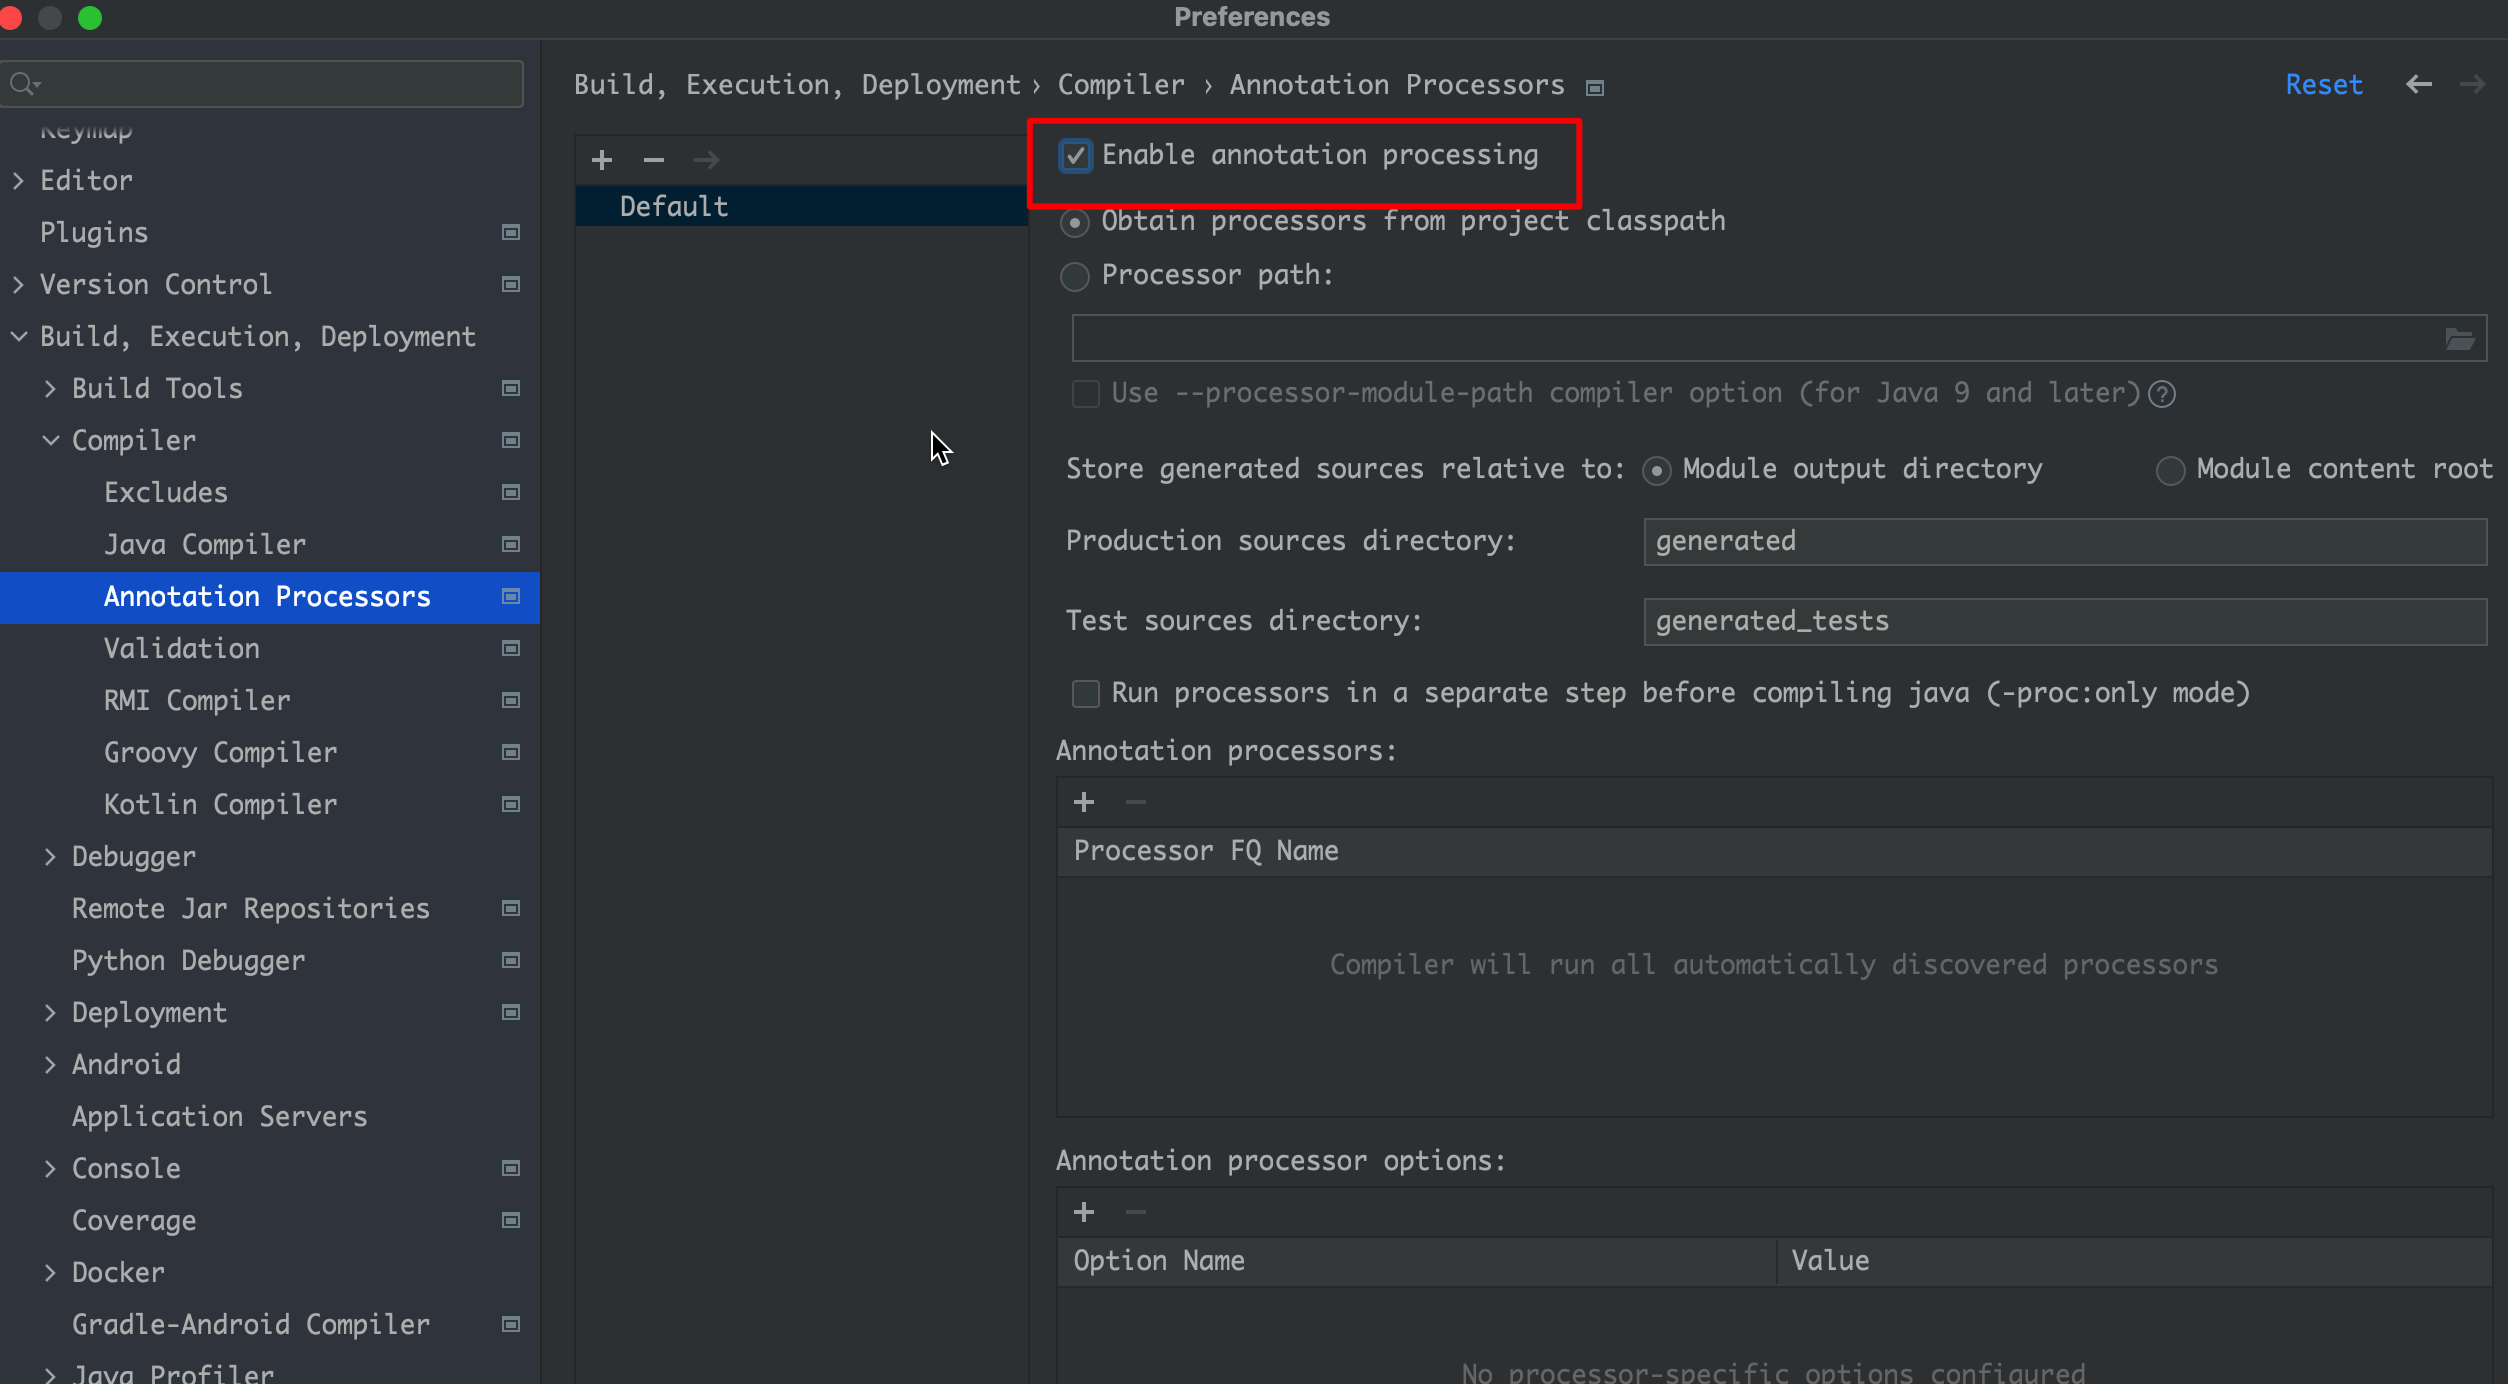 Preferences
Keymap
Editor
Plugins
Version Control
Build, Execution, Deployment
Build Tools
Compiler
Excludes
Java Compiler
Annotation Processors
Validation
RMI Compiler
Groovy Compiler
Kotlin Compiler
Debugger
Remote Jar Repositories
Python Debugger
Deployment
Android
Application Servers
Console
Coverage
Docker
Gradle-Android Compiler
Java Profiler
Build, Execution, Deployment › Compiler › Annotation Processors
Reset
Default
Enable annotation processing
Obtain processors from project classpath
Processor path:
Use --processor-module-path compiler option (for Java 9 and later) ?
Store generated sources relative to: Module output directory Module content root
Production sources directory: generated
Test sources directory: generated_tests
Run processors in a separate step before compiling java (-proc:only mode)
Annotation processors:
Processor FQ Name
Compiler will run all automatically discovered processors
Annotation processor options:
Option Name Value
No processor-specific options configured